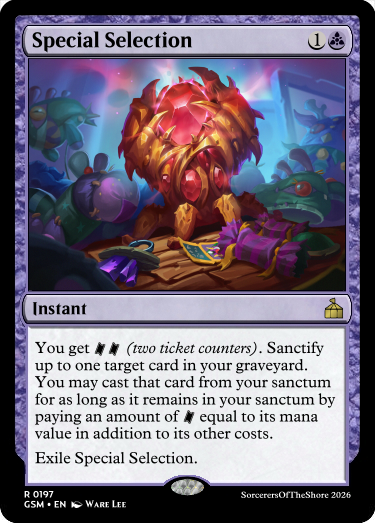 Special Selection
1
Instant
You get (two ticket counters). Sanctify
up to one target card in your graveyard.
You may cast that card from your sanctum
for as long as it remains in your sanctum by
paying an amount of equal to its mana
value in addition to its other costs.
Exile Special Selection.
R 0197
GSM • EN Ware Lee
SorcerersOfTheShore 2026